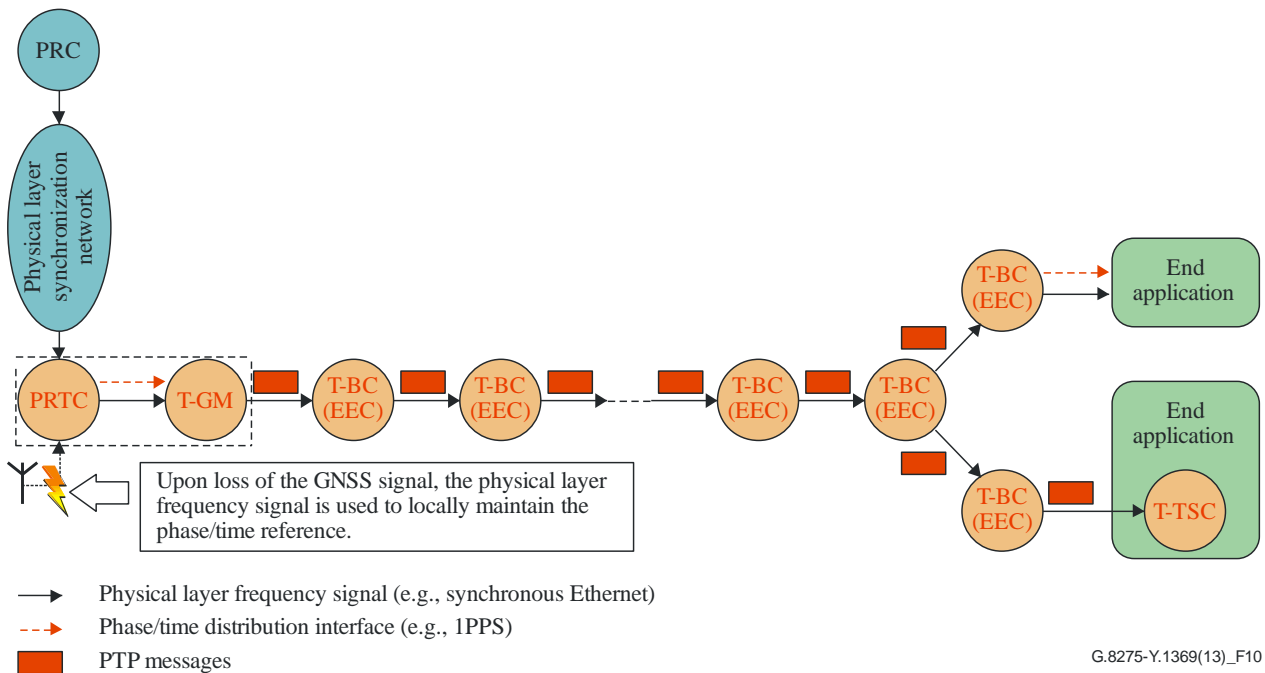 PRC
Physical layer
synchronization
network
PRTC
T-GM
T-BC
(EEC)
T-BC
(EEC)
T-BC
(EEC)
T-BC
(EEC)
T-BC
(EEC)
End
application
T-BC
(EEC)
End
application
T-TSC
Upon loss of the GNSS signal, the physical layer
frequency signal is used to locally maintain the
phase/time reference.
Physical layer frequency signal (e.g., synchronous Ethernet)
Phase/time distribution interface (e.g., 1PPS)
PTP messages
G.8275-Y.1369(13)_F10